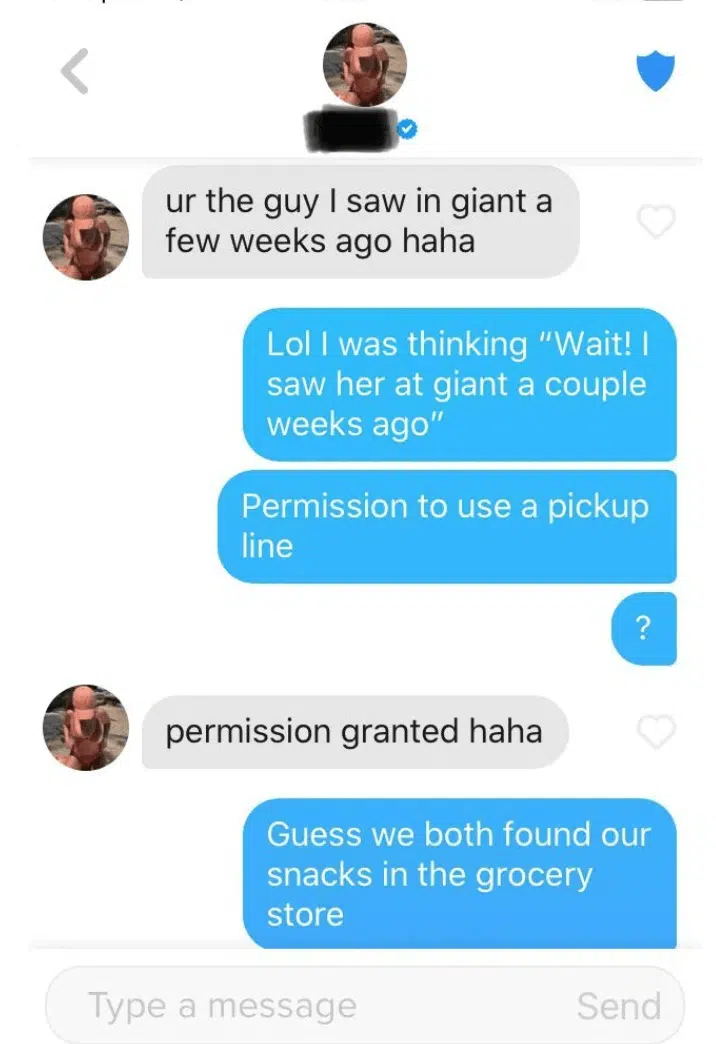 ur the guy I saw in giant a
few weeks ago haha
Lol I was thinking “Wait! I
saw her at giant a couple
weeks ago”
Permission to use a pickup
line
?
permission granted haha
Guess we both found our
snacks in the grocery
store
Type a message
Send